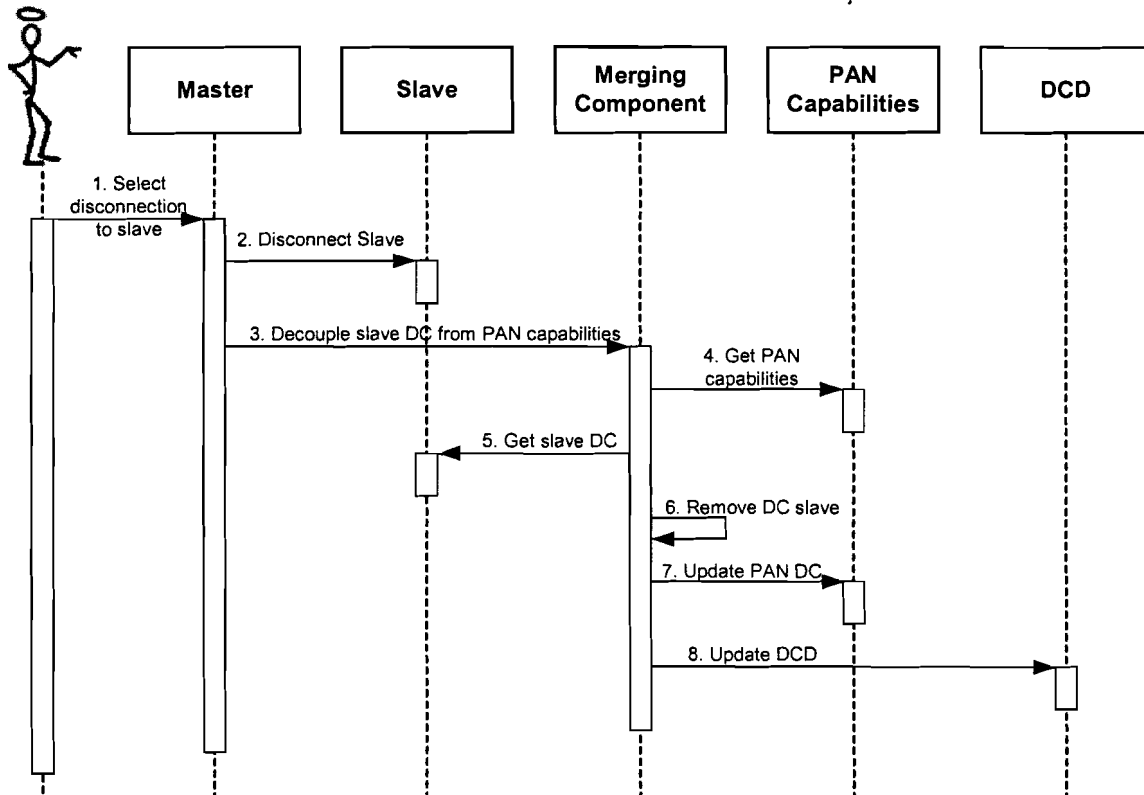 Master
Slave
Merging
Component
PAN
Capabilities
DCD
1. Select
disconnection
to slave
2. Disconnect Slave
3. Decouple slave DC from PAN capabilities
4. Get PAN
capabilities
5. Get slave DC
6. Remove DC slave
7. Update PAN DC
8. Update DCD